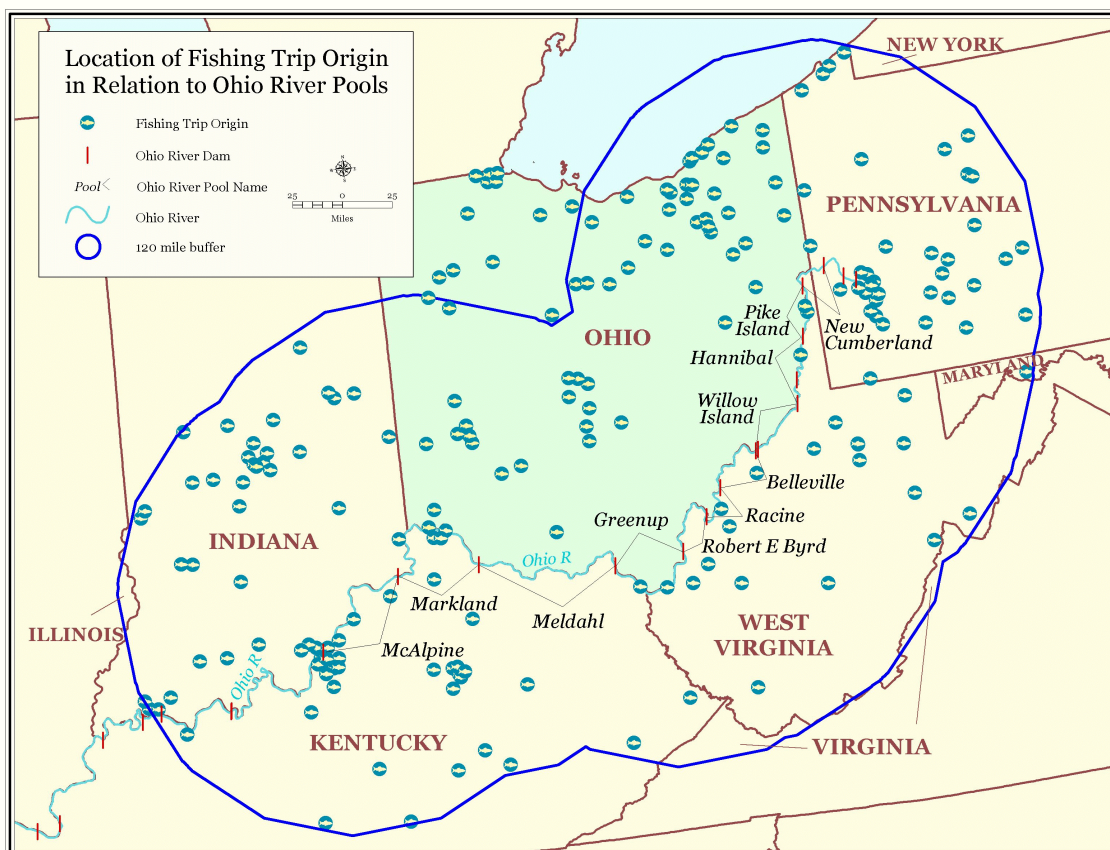 Location of Fishing Trip Origin
in Relation to Ohio River Pools
Fishing Trip Origin
Ohio River Dam
Pool
Ohio River Pool Name
Ohio River
120 mile buffer
N
W
E
S
25
0
25
Miles
NEW YORK
PENNSYLVANIA
OHIO
Pike
Island
New
Cumberland
Hannibal
MARYLAND
Willow
Island
Belleville
Racine
Greenup
Robert E Byrd
INDIANA
Ohio R
Markland
Meldahl
WEST
VIRGINIA
ILLINOIS
McAlpine
Ohio R
KENTUCKY
VIRGINIA